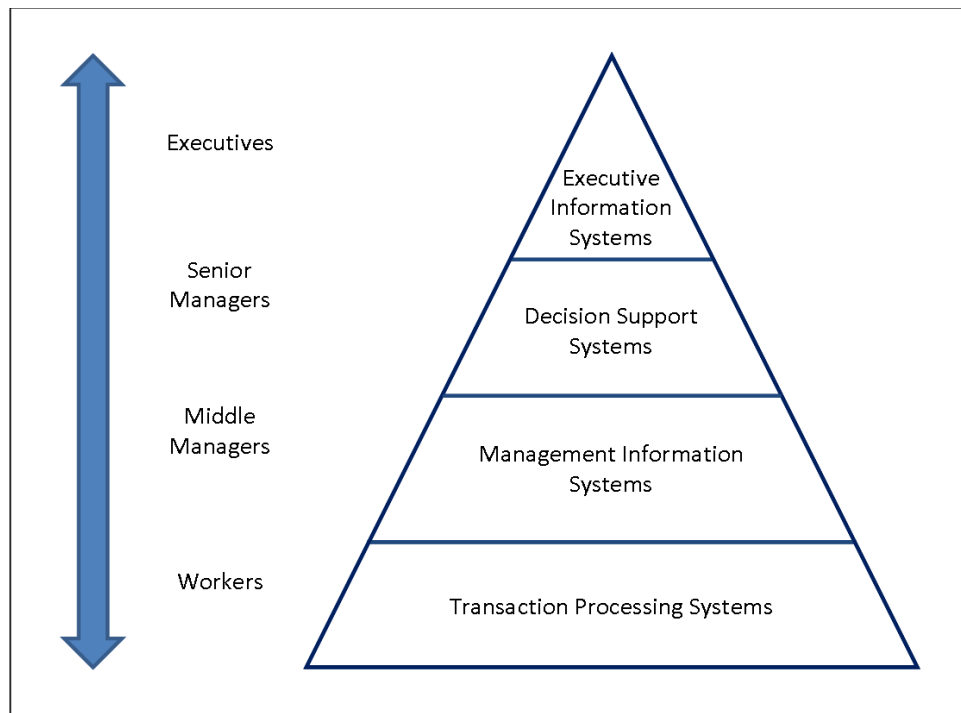 Executives
Executive
Information
Systems
Senior
Managers
Decision Support
Systems
Middle
Managers
Management Information
Systems
Workers
Transaction Processing Systems